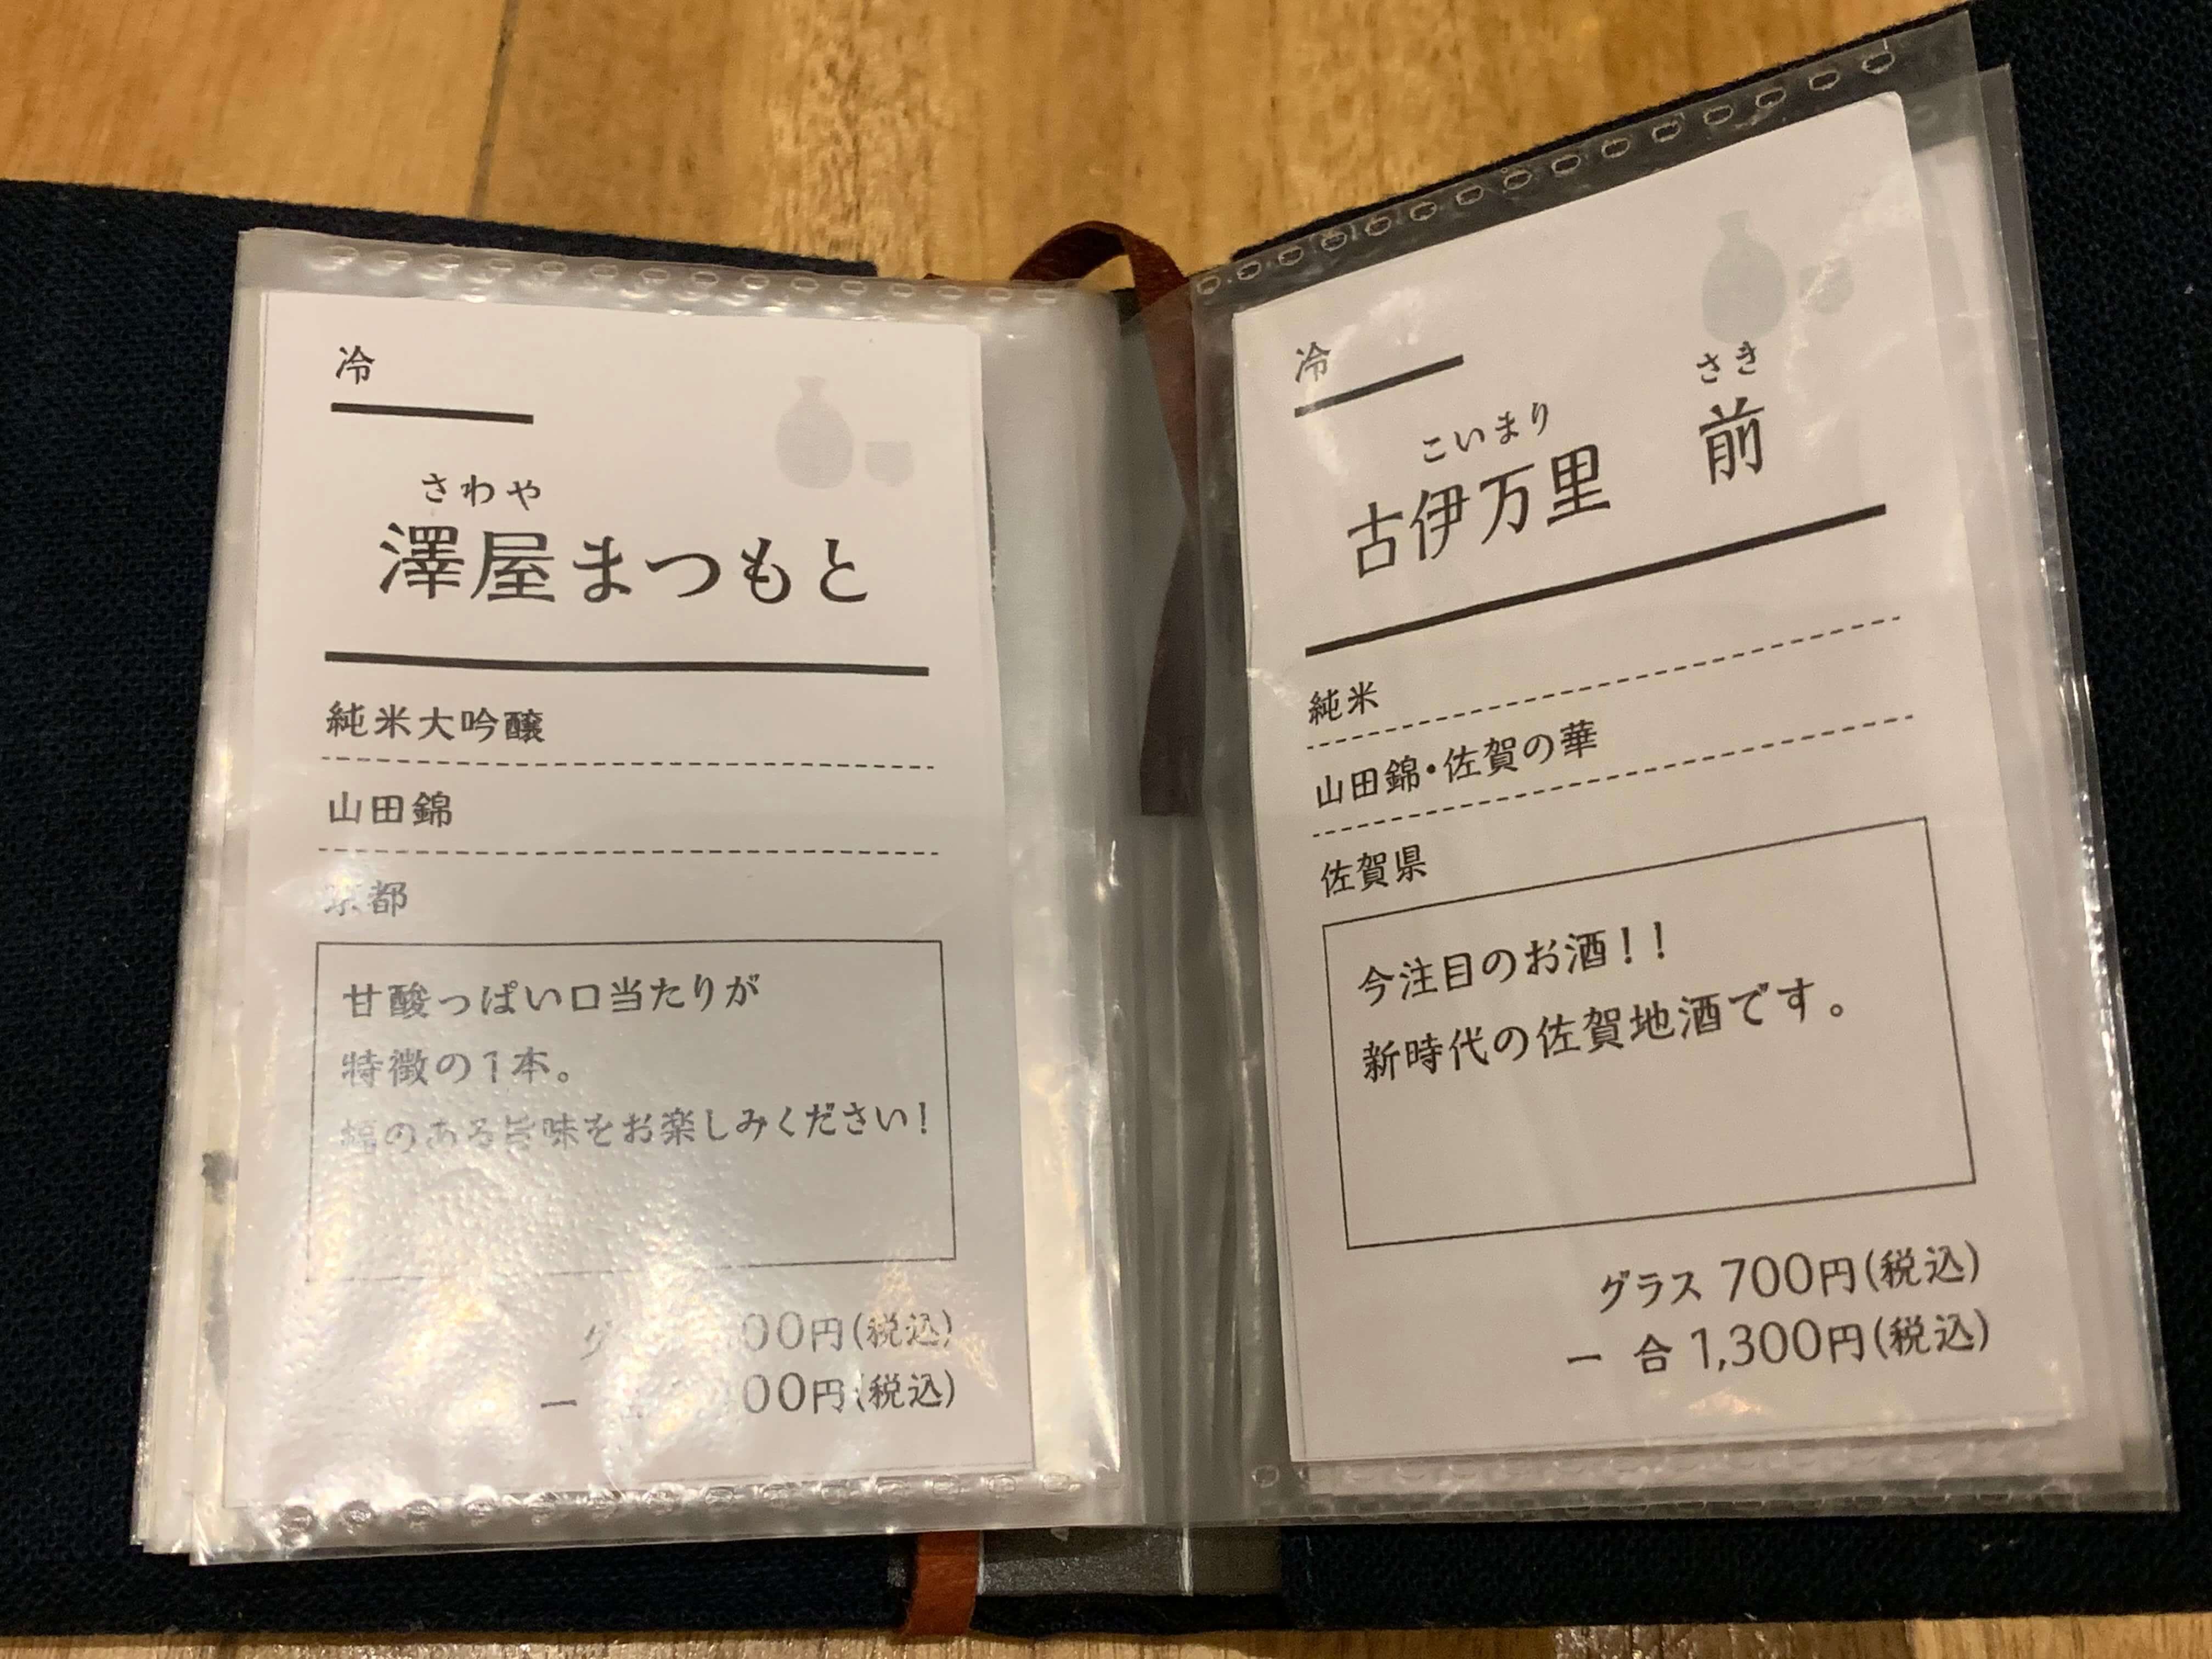 冷
さわや
澤屋まつもと
純米大吟醸
山田錦
京都
甘酸っぱい口当たりが
特徴の1本。
幅のある旨味をお楽しみください!
円(税込)
一 円(税込)
冷
こいまり さき
古伊万里 前
純米
山田錦・佐賀の華
佐賀県
今注目のお酒!!
新時代の佐賀地酒です。
グラス 700円(税込)
一 合 1,300円(税込)